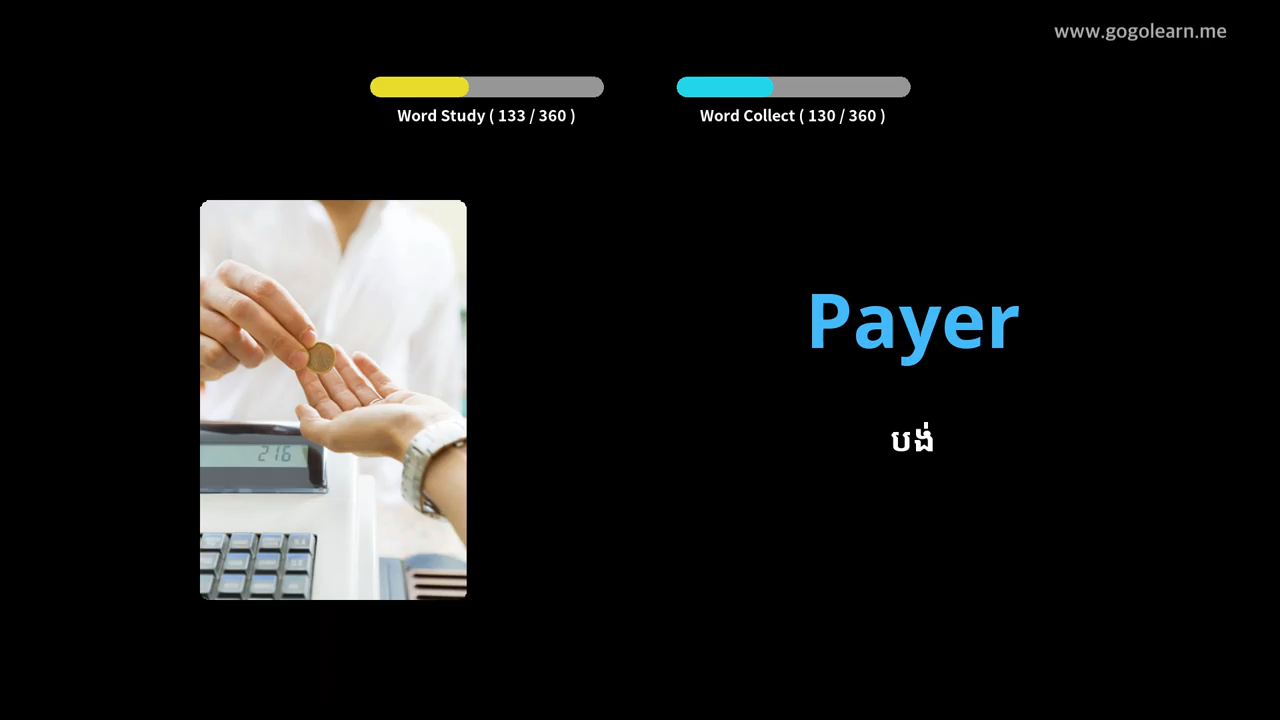 www.gogolearn.me
Word Study ( 133 / 360 )
Word Collect ( 130 / 360 )
Payer
បង់
216